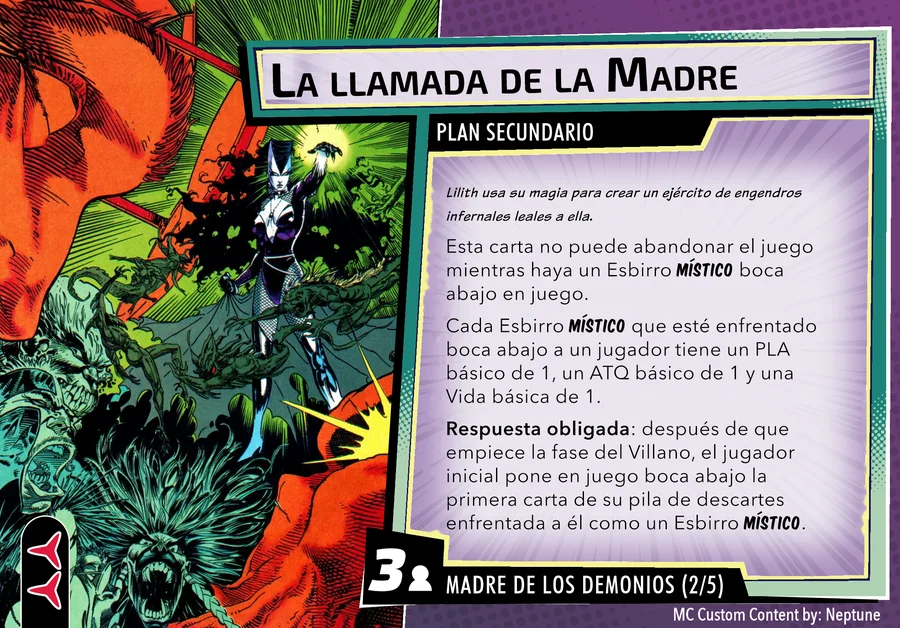 La llamada de la Madre
PLAN SECUNDARIO
Lilith usa su magia para crear un ejército de engendros
infernales leales a ella.
Esta carta no puede abandonar el juego
mientras haya un Esbirro MÍSTICO boca
abajo en juego.
Cada Esbirro MÍSTICO que esté enfrentado
boca abajo a un jugador tiene un PLA
básico de 1, un ATQ básico de 1 y una
Vida básica de 1.
Respuesta obligada: después de que
empiece la fase del Villano, el jugador
inicial pone en juego boca abajo la
primera carta de su pila de descartes
enfrentada a él como un Esbirro MÍSTICO.
3
MADRE DE LOS DEMONIOS (2/5)
MC Custom Content by: Neptune